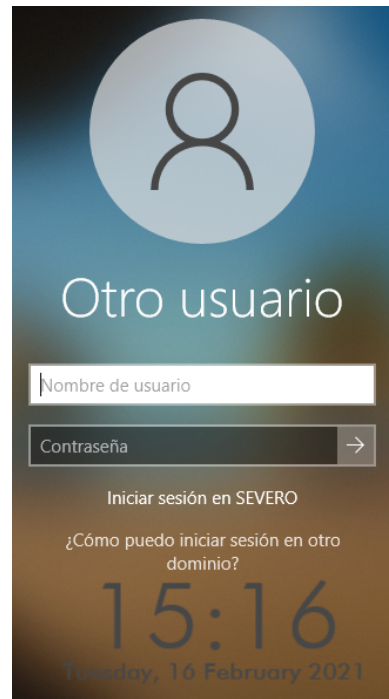 Otro usuario
Nombre de usuario
Contraseña
Iniciar sesión en SEVERO
¿Cómo puedo iniciar sesión en otro
dominio?
15:16
Tuesday, 16 February 2021